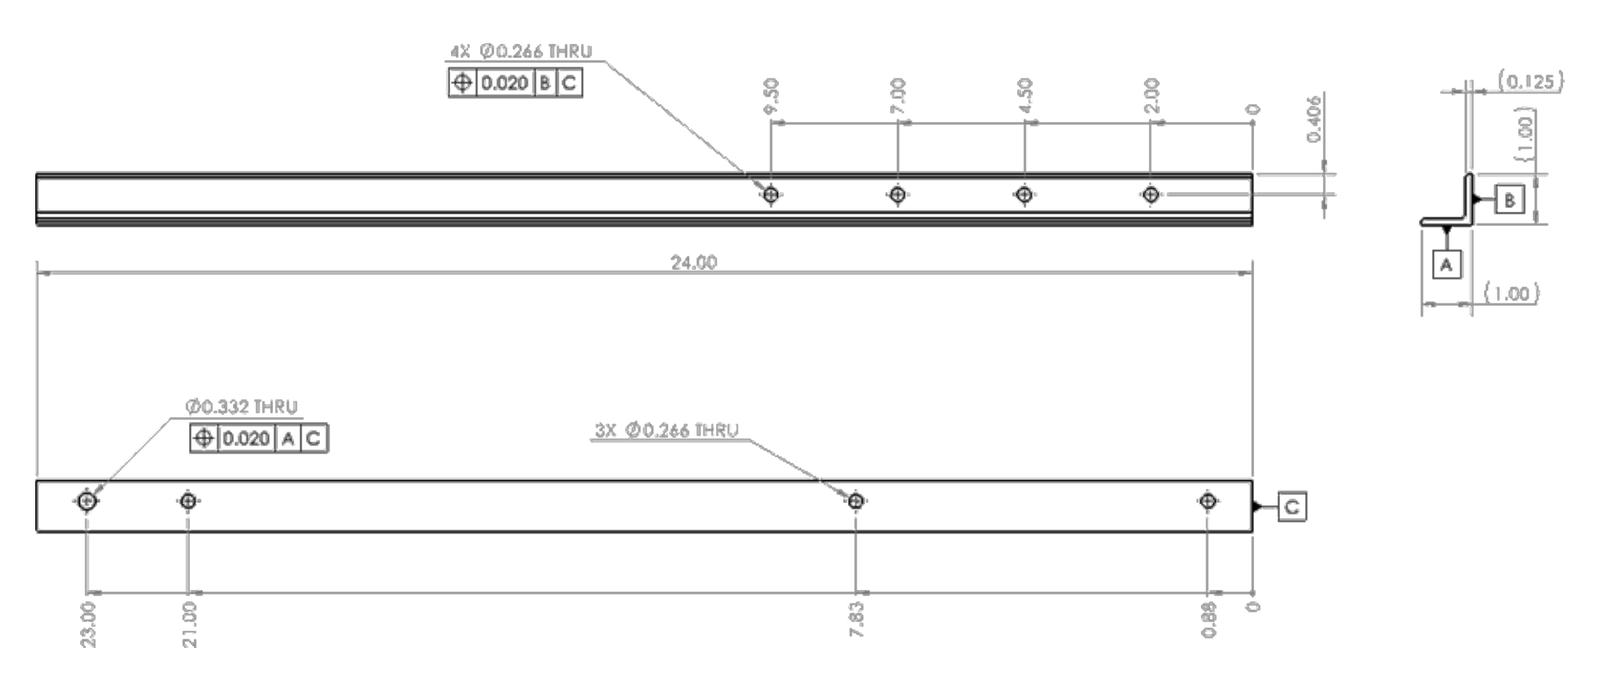 4X Ø0.266 THRU
⌖ 0.020 B C
9.50
7.00
4.50
2.00
0
0.406
(0.125)
(1.00)
B
A
(1.00)
24.00
Ø0.332 THRU
⌖ 0.020 A C
3X Ø0.266 THRU
C
23.00
21.00
7.83
0.88
0